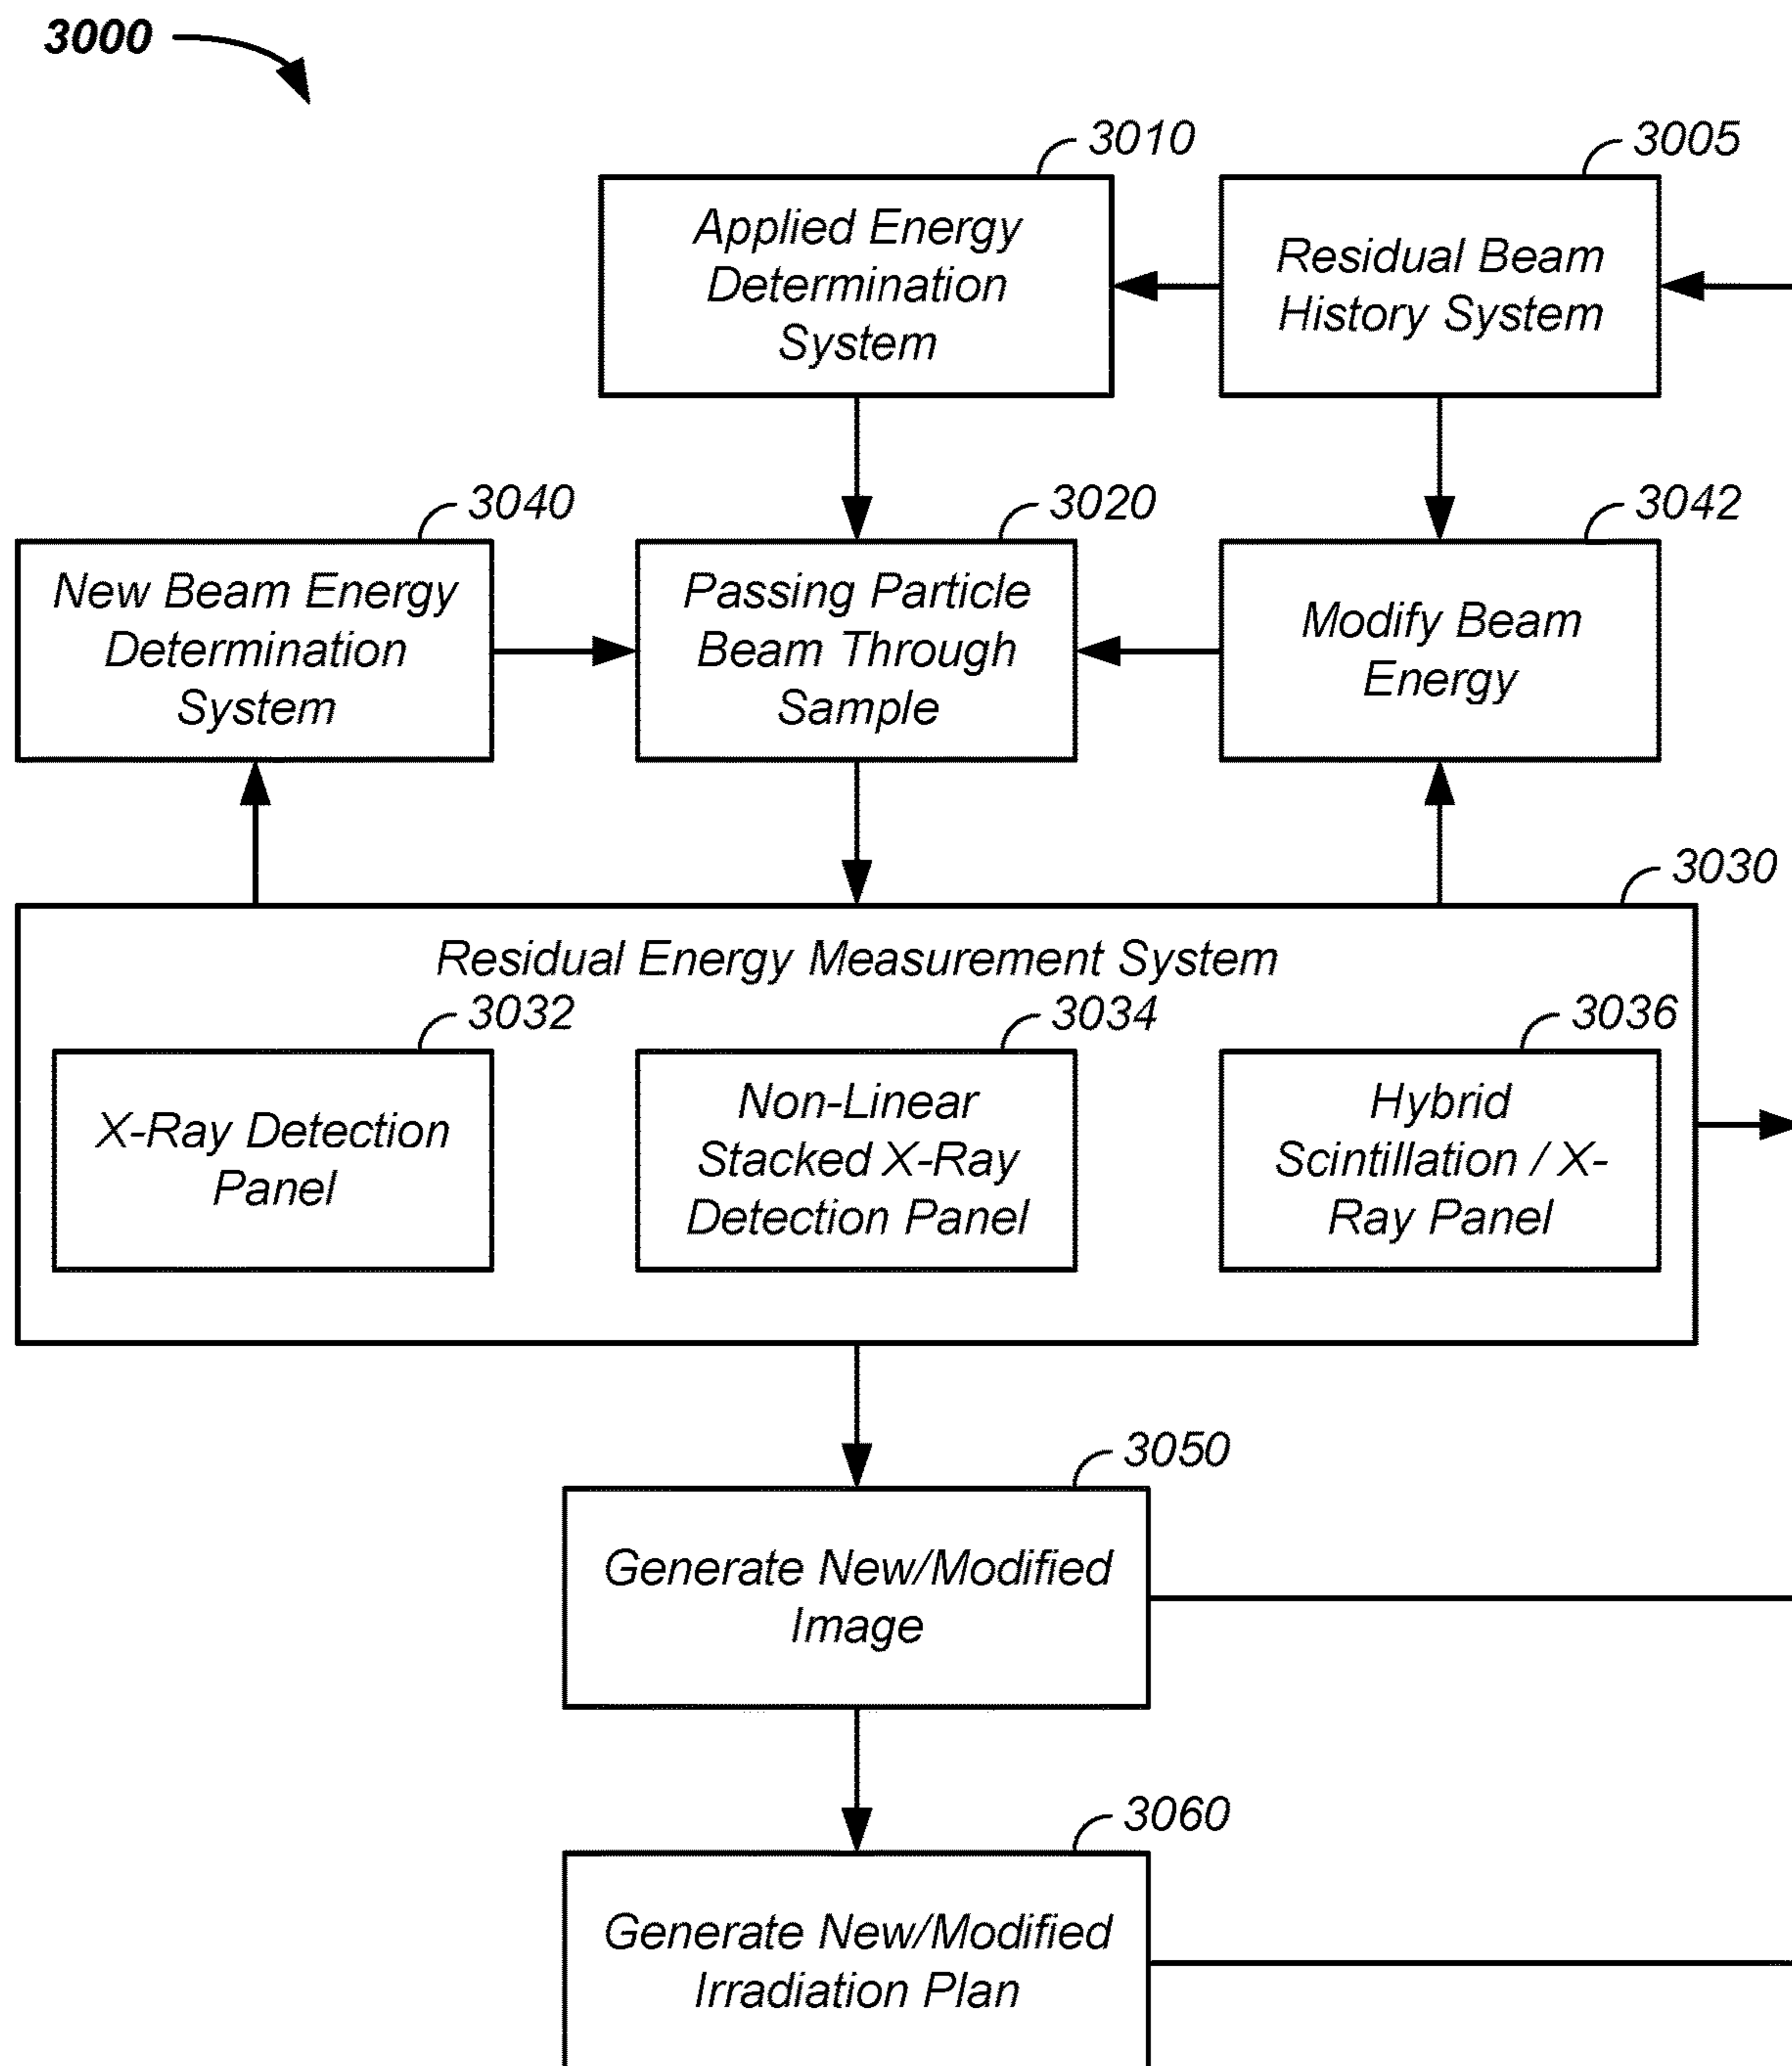 3000
3010
3005
Applied Energy
Determination
System
Residual Beam
History System
3040
3020
3042
New Beam Energy
Determination
System
Passing Particle
Beam Through
Sample
Modify Beam
Energy
3030
Residual Energy Measurement System
3032
3034
3036
X-Ray Detection
Panel
Non-Linear
Stacked X-Ray
Detection Panel
Hybrid
Scintillation / X-
Ray Panel
3050
Generate New/Modified
Image
3060
Generate New/Modified
Irradiation Plan